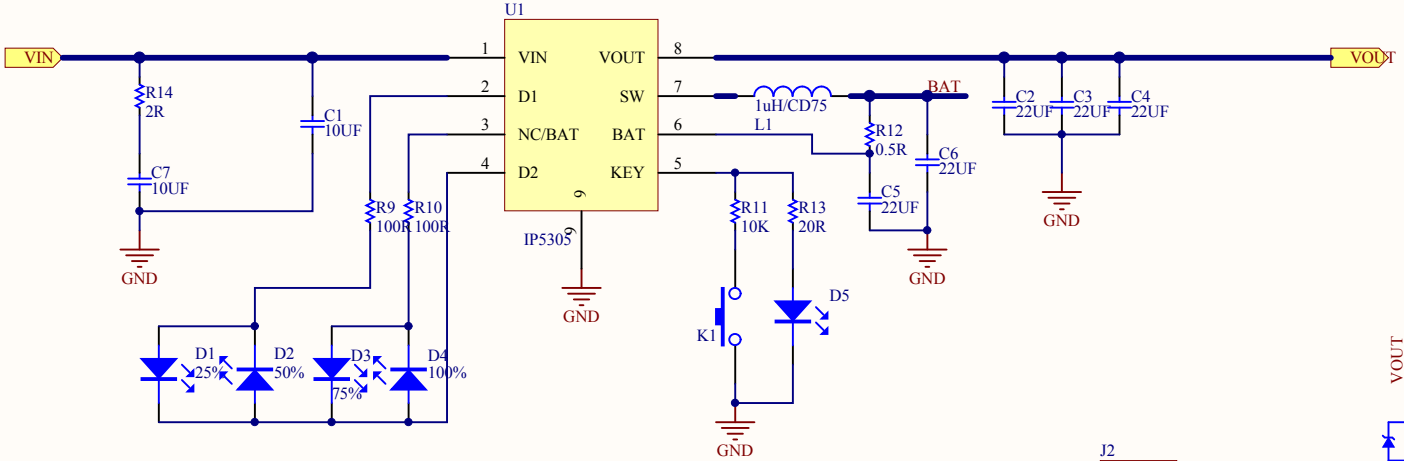 U1
VIN
1
VIN
VOUT
8
VOUT
2
D1
SW
7
BAT
1uH/CD75
L1
3
NC/BAT
BAT
6
4
D2
KEY
5
9
9
IP5305
GND
R14
2R
C1
10UF
C7
10UF
GND
R9
100R
R10
100R
R12
0.5R
C6
22UF
C5
22UF
GND
C2
22UF
C3
22UF
C4
22UF
GND
R11
10K
R13
20R
K1
D5
GND
D1
25%
D2
50%
D3
75%
D4
100%
VOUT
J2